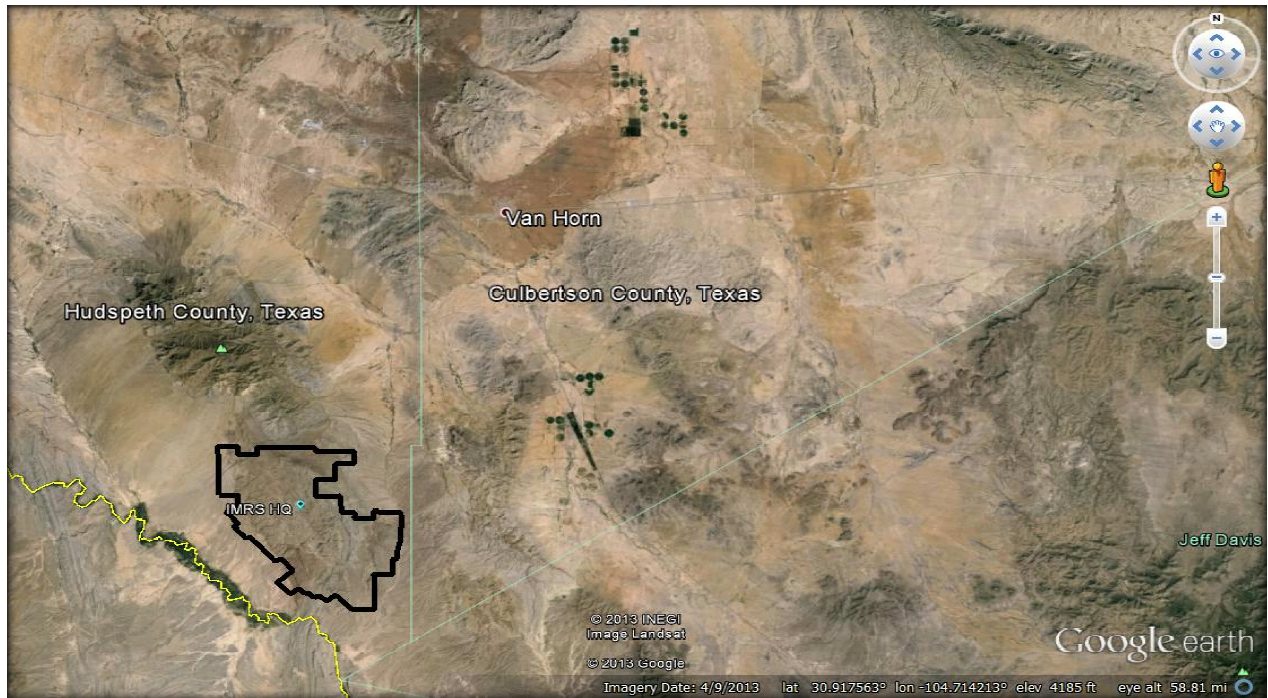 N
Van Horn
Culbertson County, Texas
Hudspeth County, Texas
IMRS HQ
Jeff Davis
© 2013 INEGI
Image Landsat
© 2013 Google
Google earth
Imagery Date: 4/9/2013 lat 30.917563° lon -104.714213° elev 4185 ft eye alt 58.81 mi